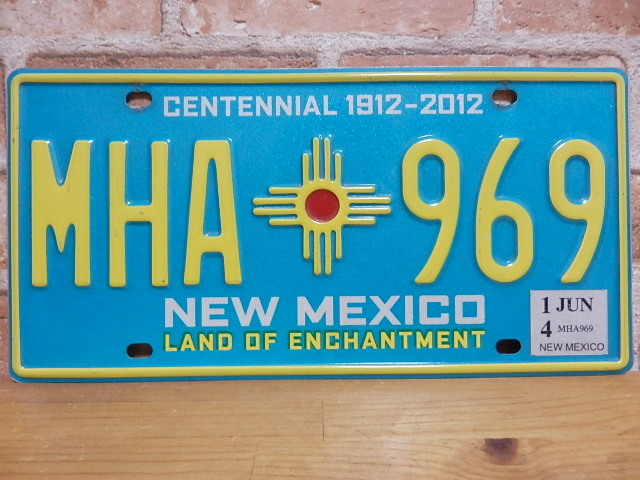 CENTENNIAL 1912-2012
MHA 969
NEW MEXICO
LAND OF ENCHANTMENT
1 JUN
4 MHA969
NEW MEXICO